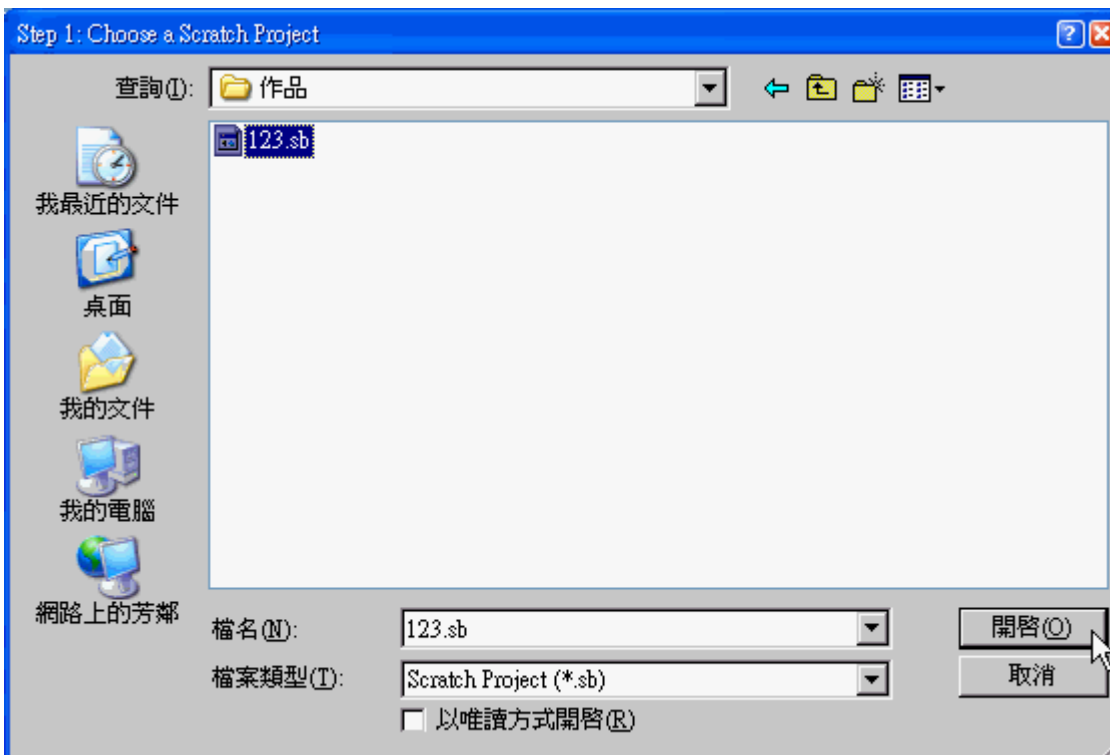 Step 1: Choose a Scratch Project
查詢(I): 作品
123.sb
我最近的文件
桌面
我的文件
我的電腦
網路上的芳鄰
檔名(N): 123.sb 開啓(O)
檔案類型(T): Scratch Project (*.sb) 取消
以唯讀方式開啓(R)